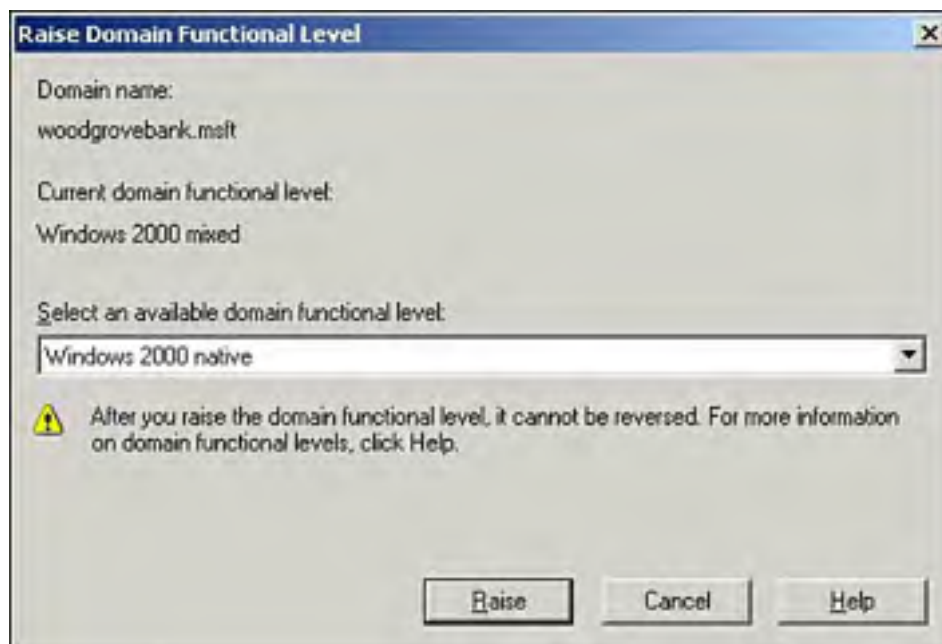 Raise Domain Functional Level
Domain name:
woodgrovebank.msft
Current domain functional level:
Windows 2000 mixed
Select an available domain functional level:
Windows 2000 native
After you raise the domain functional level, it cannot be reversed. For more information
on domain functional levels, click Help.
Raise Cancel Help